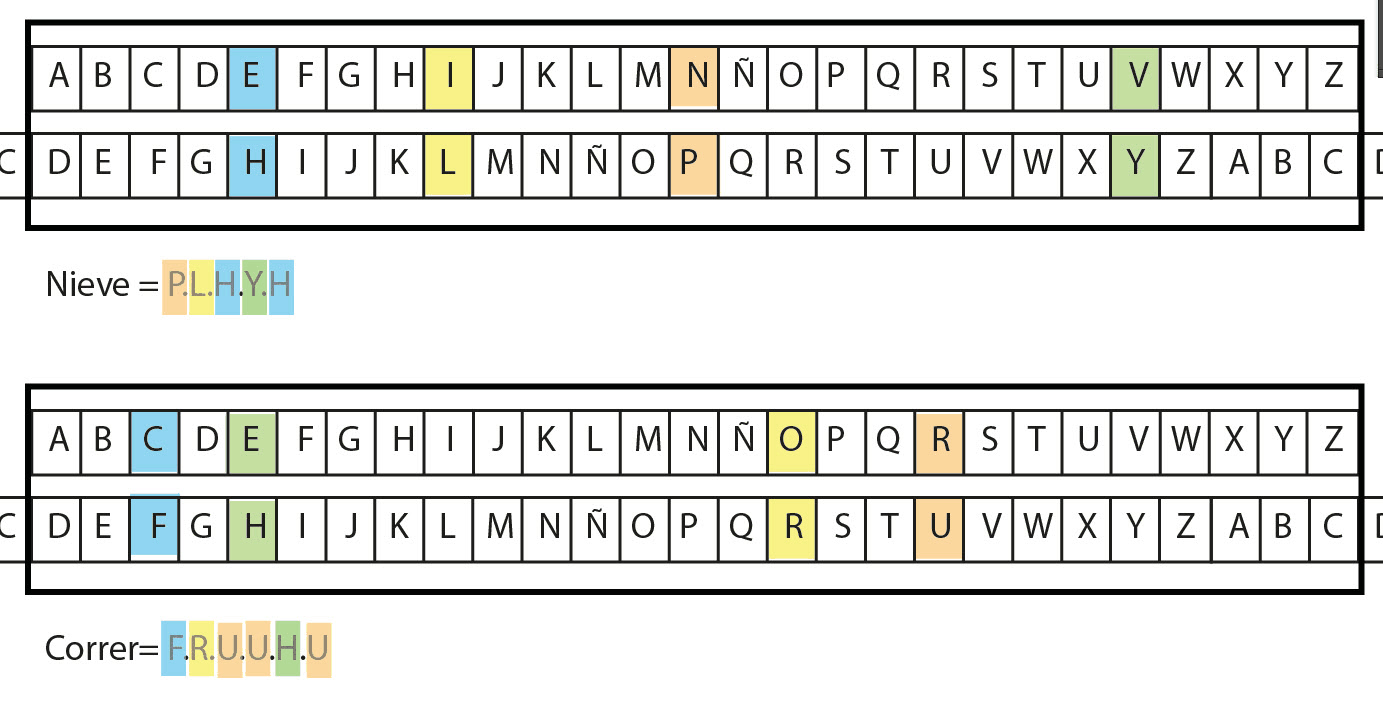 A B C D E F G H I J K L M N Ñ O P Q R S T U V W X Y Z
C D E F G H I J K L M N Ñ O P Q R S T U V W X Y Z A B C D
Nieve = P.L.H.Y.H
A B C D E F G H I J K L M N Ñ O P Q R S T U V W X Y Z
C D E F G H I J K L M N Ñ O P Q R S T U V W X Y Z A B C D
Correr= F.R.U.U.H.U